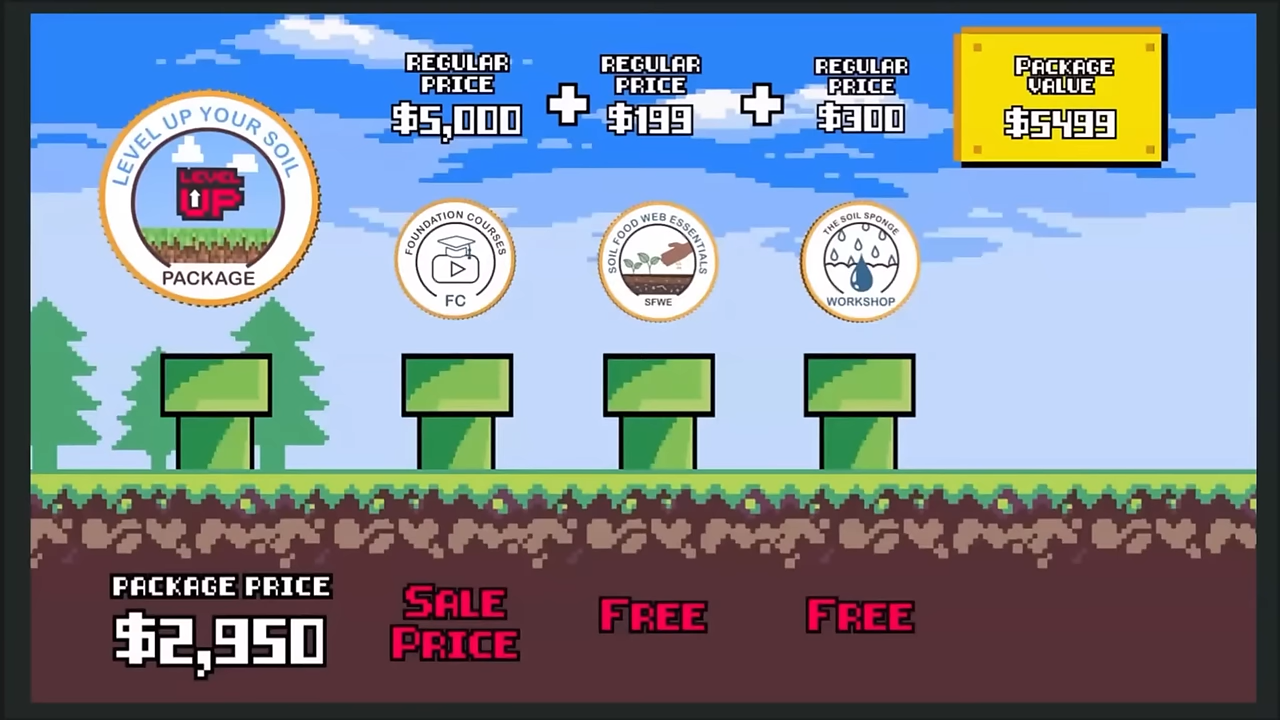 REGULAR
PRICE
$5,000
REGULAR
PRICE
$199
REGULAR
PRICE
$300
PACKAGE
VALUE
$5499
LEVEL UP YOUR SOIL
LEVEL
UP
PACKAGE
FOUNDATION COURSES
FC
SOIL FOOD WEB ESSENTIALS
SFWE
THE SOIL SPONGE
WORKSHOP
PACKAGE PRICE
$2,950
SALE
PRICE
FREE
FREE